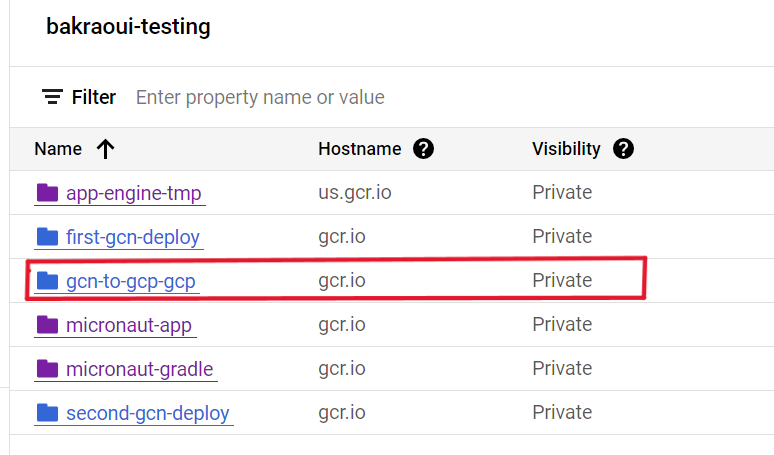 bakraoui-testing
Filter Enter property name or value
Name Hostname ? Visibility ?
app-engine-tmp us.gcr.io Private
first-gcn-deploy gcr.io Private
gcn-to-gcp-gcp gcr.io Private
micronaut-app gcr.io Private
micronaut-gradle gcr.io Private
second-gcn-deploy gcr.io Private